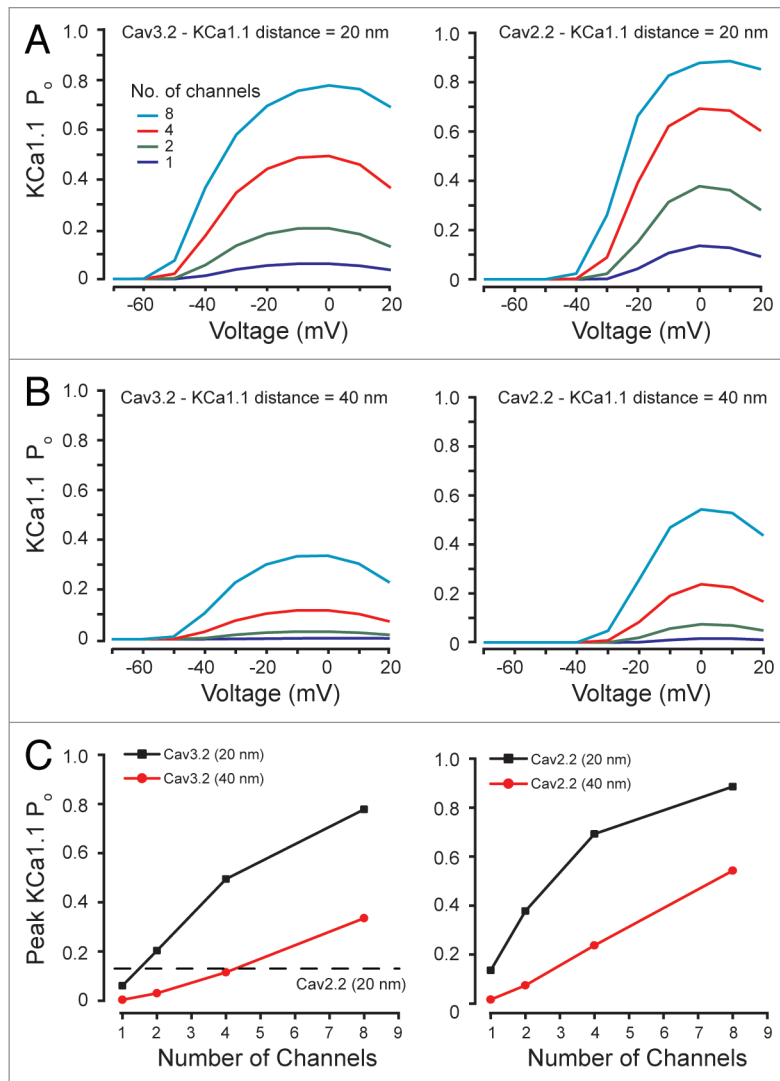 A
Cav3.2 - KCa1.1 distance = 20 nm
No. of channels
8
4
2
1
KCa1.1 Po
1.0
0.8
0.6
0.4
0.2
0
-60 -40 -20 0 20
Voltage (mV)
Cav2.2 - KCa1.1 distance = 20 nm
1.0
0.8
0.6
0.4
0.2
0
-60 -40 -20 0 20
Voltage (mV)
B
Cav3.2 - KCa1.1 distance = 40 nm
KCa1.1 Po
1.0
0.8
0.6
0.4
0.2
0
-60 -40 -20 0 20
Voltage (mV)
Cav2.2 - KCa1.1 distance = 40 nm
1.0
0.8
0.6
0.4
0.2
0
-60 -40 -20 0 20
Voltage (mV)
C
Cav3.2 (20 nm)
Cav3.2 (40 nm)
Peak KCa1.1 Po
1.0
0.8
0.6
0.4
0.2
0
Cav2.2 (20 nm)
1 2 3 4 5 6 7 8 9
Number of Channels
Cav2.2 (20 nm)
Cav2.2 (40 nm)
1.0
0.8
0.6
0.4
0.2
0
1 2 3 4 5 6 7 8 9
Number of Channels